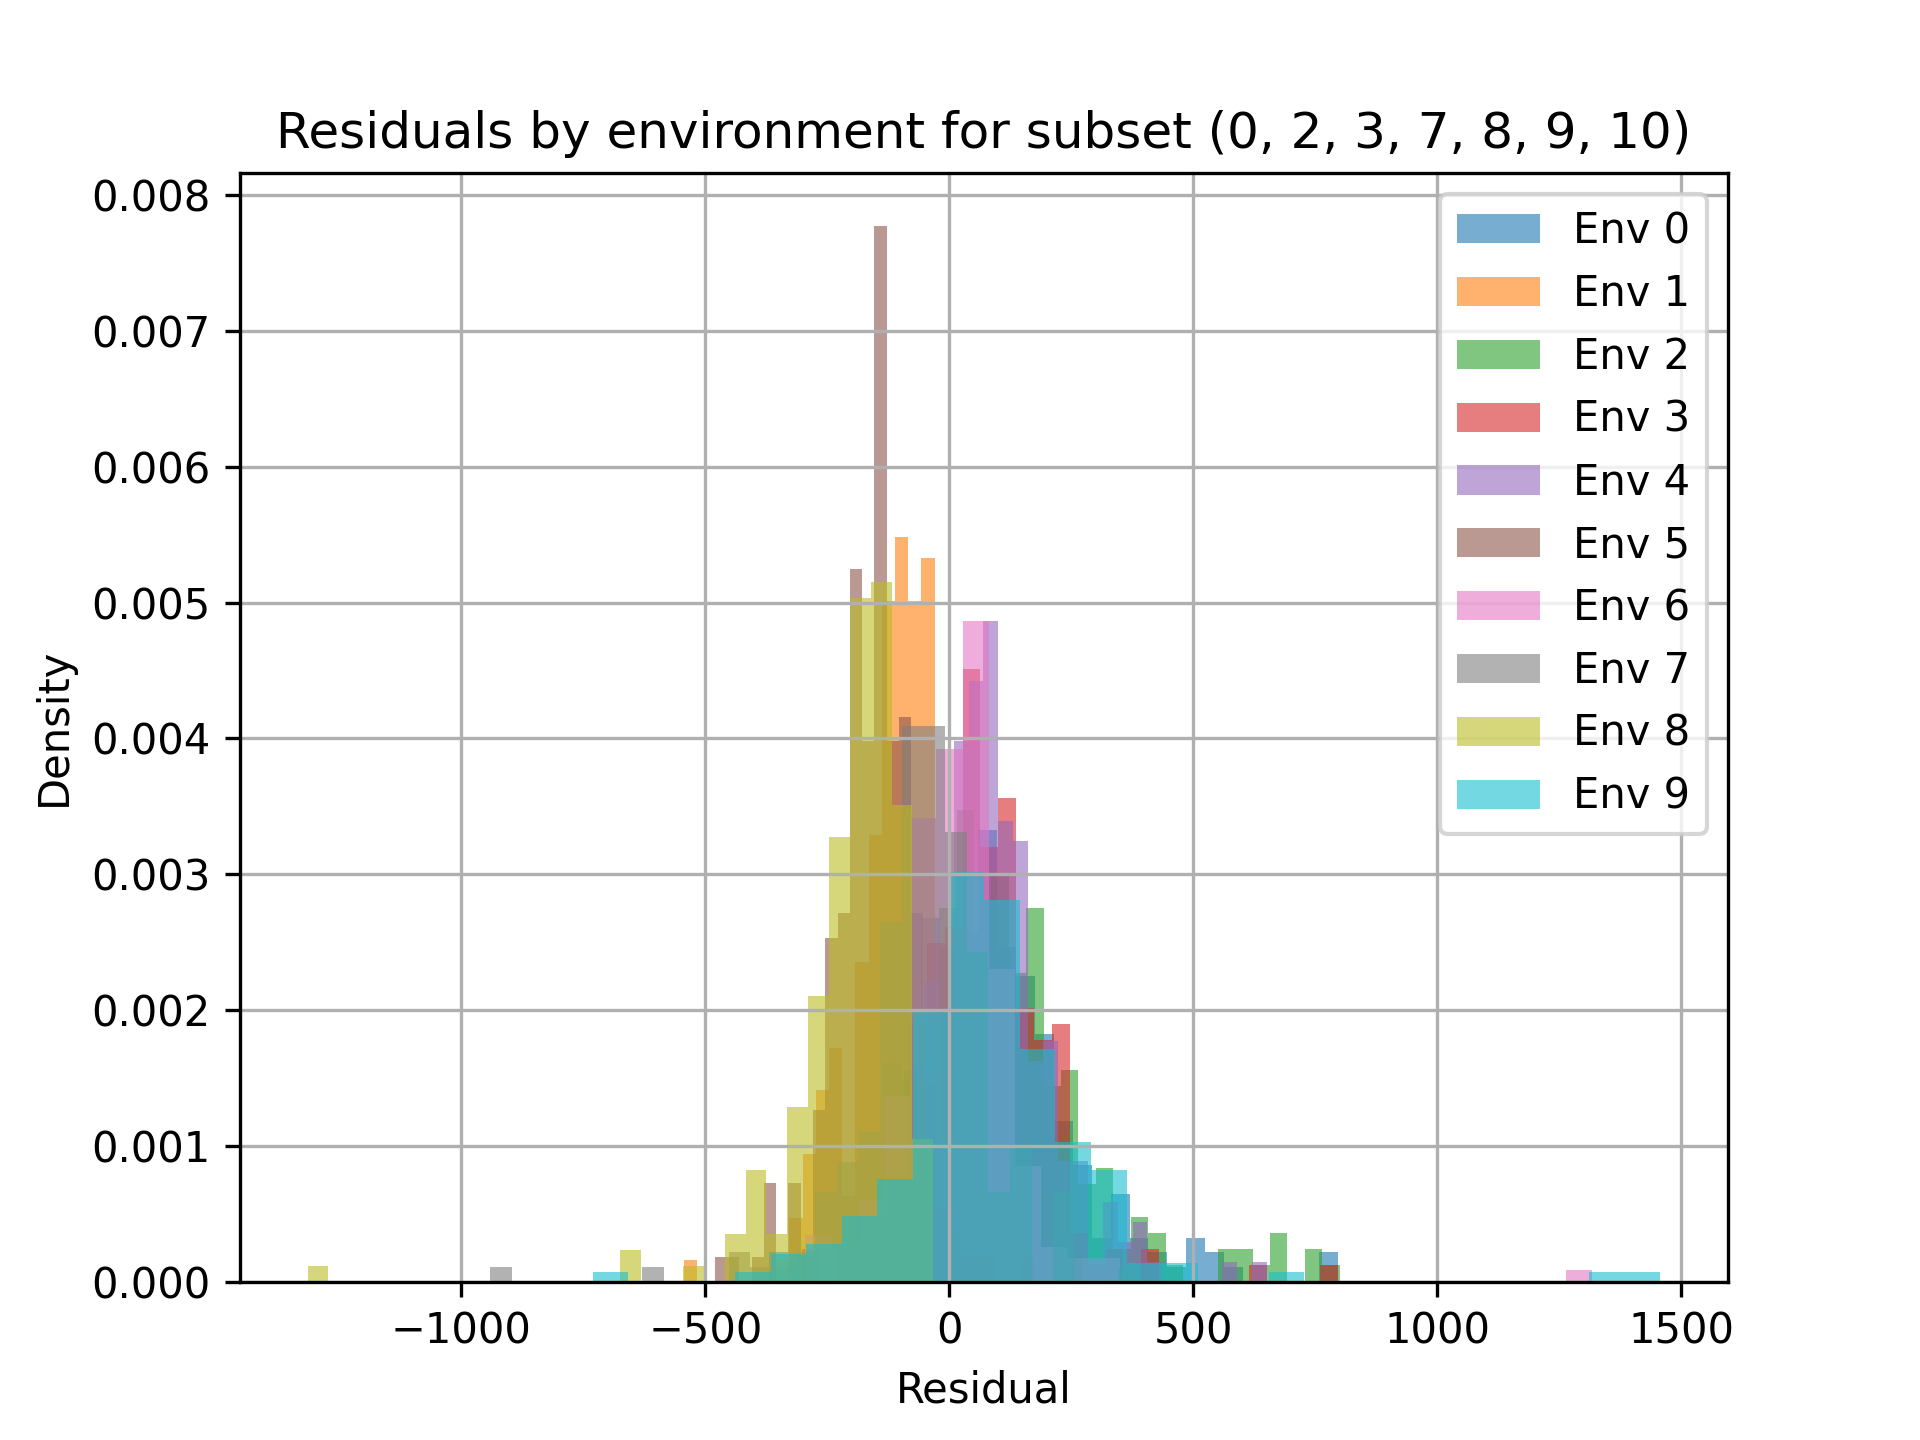 Residuals by environment for subset (0, 2, 3, 7, 8, 9, 10)
0.008
0.007
0.006
0.005
0.004
0.003
0.002
0.001
0.000
Density
Env 0
Env 1
Env 2
Env 3
Env 4
Env 5
Env 6
Env 7
Env 8
Env 9
−1000 −500 0 500 1000 1500
Residual